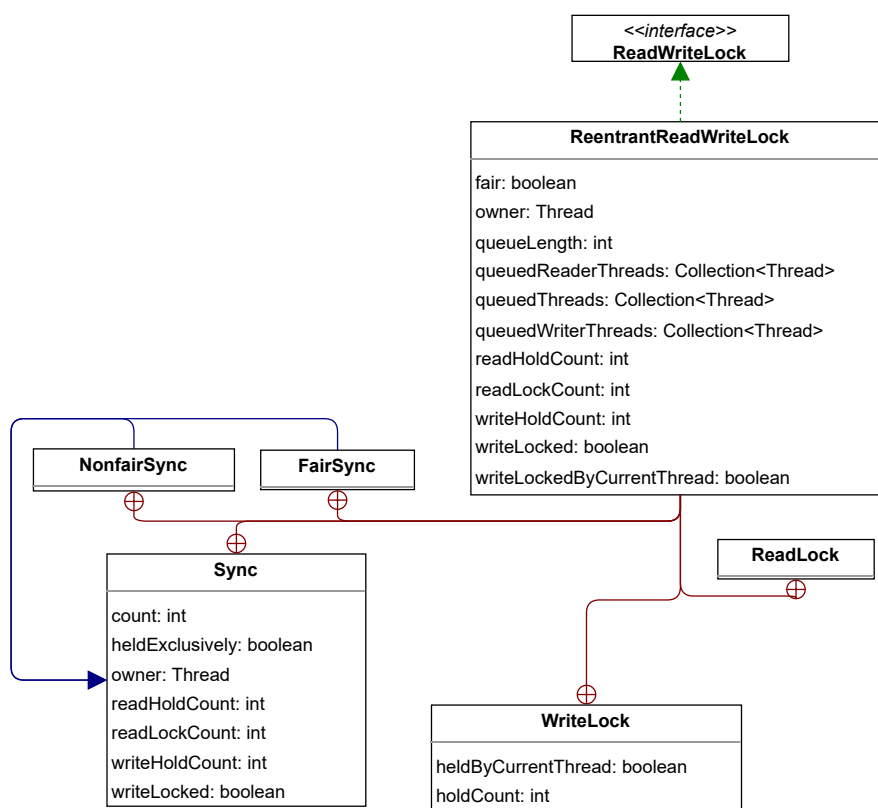 <<interface>>
ReadWriteLock
ReentrantReadWriteLock
fair: boolean
owner: Thread
queueLength: int
queuedReaderThreads: Collection<Thread>
queuedThreads: Collection<Thread>
queuedWriterThreads: Collection<Thread>
readHoldCount: int
readLockCount: int
writeHoldCount: int
writeLocked: boolean
writeLockedByCurrentThread: boolean
NonfairSync
FairSync
Sync
count: int
heldExclusively: boolean
owner: Thread
readHoldCount: int
readLockCount: int
writeHoldCount: int
writeLocked: boolean
ReadLock
WriteLock
heldByCurrentThread: boolean
holdCount: int